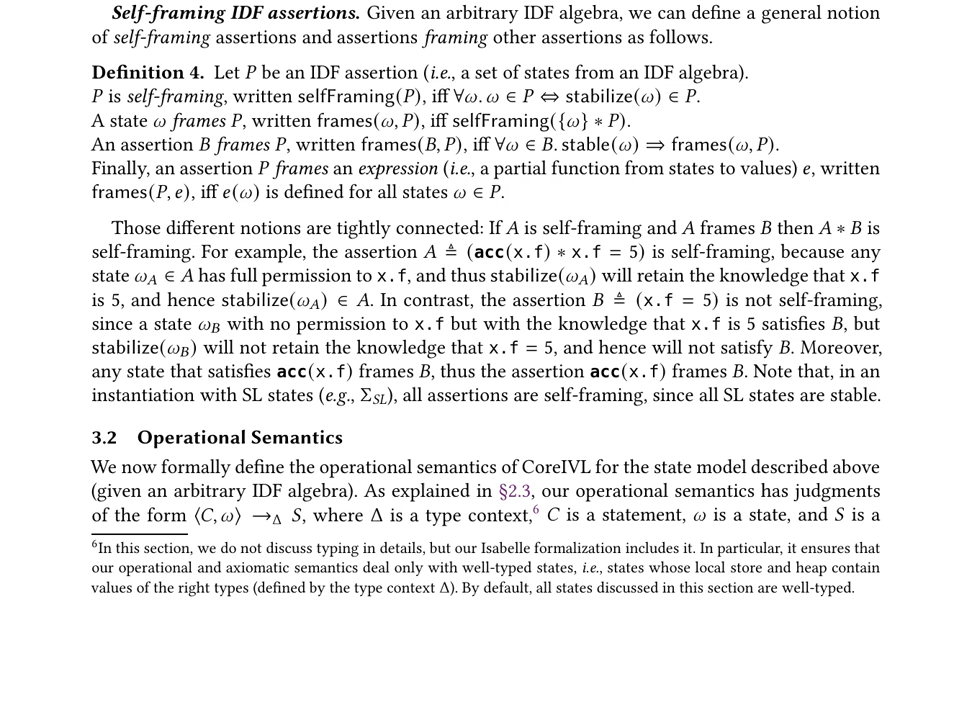 Self-framing IDF assertions. Given an arbitrary IDF algebra, we can define a general notion
of self-framing assertions and assertions framing other assertions as follows.
Definition 4. Let P be an IDF assertion (i.e., a set of states from an IDF algebra).
P is self-framing, written selfFraming(P), iff ∀ω. ω ∈ P ⇔ stabilize(ω) ∈ P.
A state ω frames P, written frames(ω, P), iff selfFraming({ω} ∗ P).
An assertion B frames P, written frames(B, P), iff ∀ω ∈ B. stable(ω) ⇒ frames(ω, P).
Finally, an assertion P frames an expression (i.e., a partial function from states to values) e, written
frames(P, e), iff e(ω) is defined for all states ω ∈ P.
Those different notions are tightly connected: If A is self-framing and A frames B then A ∗ B is
self-framing. For example, the assertion A ≜ (acc(x.f) ∗ x.f = 5) is self-framing, because any
state ω_A ∈ A has full permission to x.f, and thus stabilize(ω_A) will retain the knowledge that x.f
is 5, and hence stabilize(ω_A) ∈ A. In contrast, the assertion B ≜ (x.f = 5) is not self-framing,
since a state ω_B with no permission to x.f but with the knowledge that x.f is 5 satisfies B, but
stabilize(ω_B) will not retain the knowledge that x.f = 5, and hence will not satisfy B. Moreover,
any state that satisfies acc(x.f) frames B, thus the assertion acc(x.f) frames B. Note that, in an
instantiation with SL states (e.g., Σ_SL), all assertions are self-framing, since all SL states are stable.
3.2 Operational Semantics
We now formally define the operational semantics of CoreIVL for the state model described above
(given an arbitrary IDF algebra). As explained in §2.3, our operational semantics has judgments
of the form ⟨C, ω⟩ →_Δ S, where Δ is a type context,⁶ C is a statement, ω is a state, and S is a
⁶In this section, we do not discuss typing in details, but our Isabelle formalization includes it. In particular, it ensures that
our operational and axiomatic semantics deal only with well-typed states, i.e., states whose local store and heap contain
values of the right types (defined by the type context Δ). By default, all states discussed in this section are well-typed.